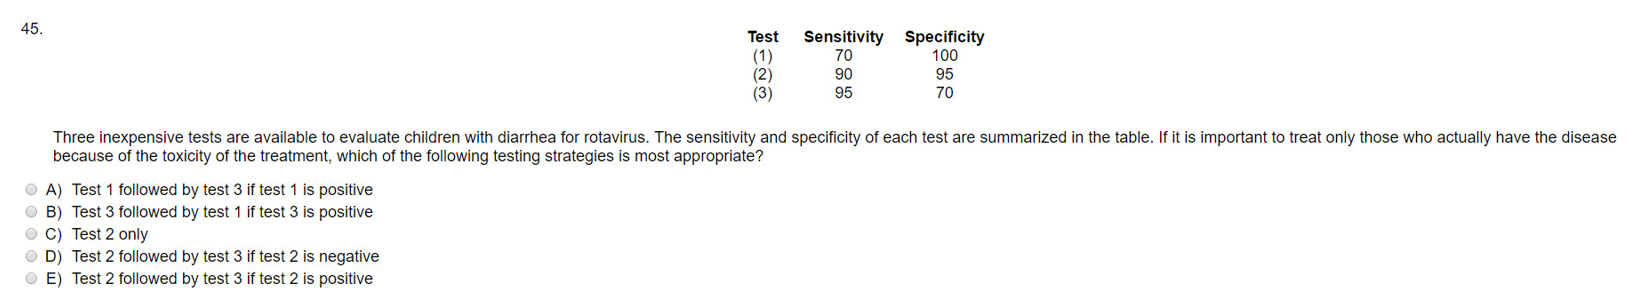 45.
Test Sensitivity Specificity
(1) 70 100
(2) 90 95
(3) 95 70
Three inexpensive tests are available to evaluate children with diarrhea for rotavirus. The sensitivity and specificity of each test are summarized in the table. If it is important to treat only those who actually have the disease
because of the toxicity of the treatment, which of the following testing strategies is most appropriate?
A) Test 1 followed by test 3 if test 1 is positive
B) Test 3 followed by test 1 if test 3 is positive
C) Test 2 only
D) Test 2 followed by test 3 if test 2 is negative
E) Test 2 followed by test 3 if test 2 is positive